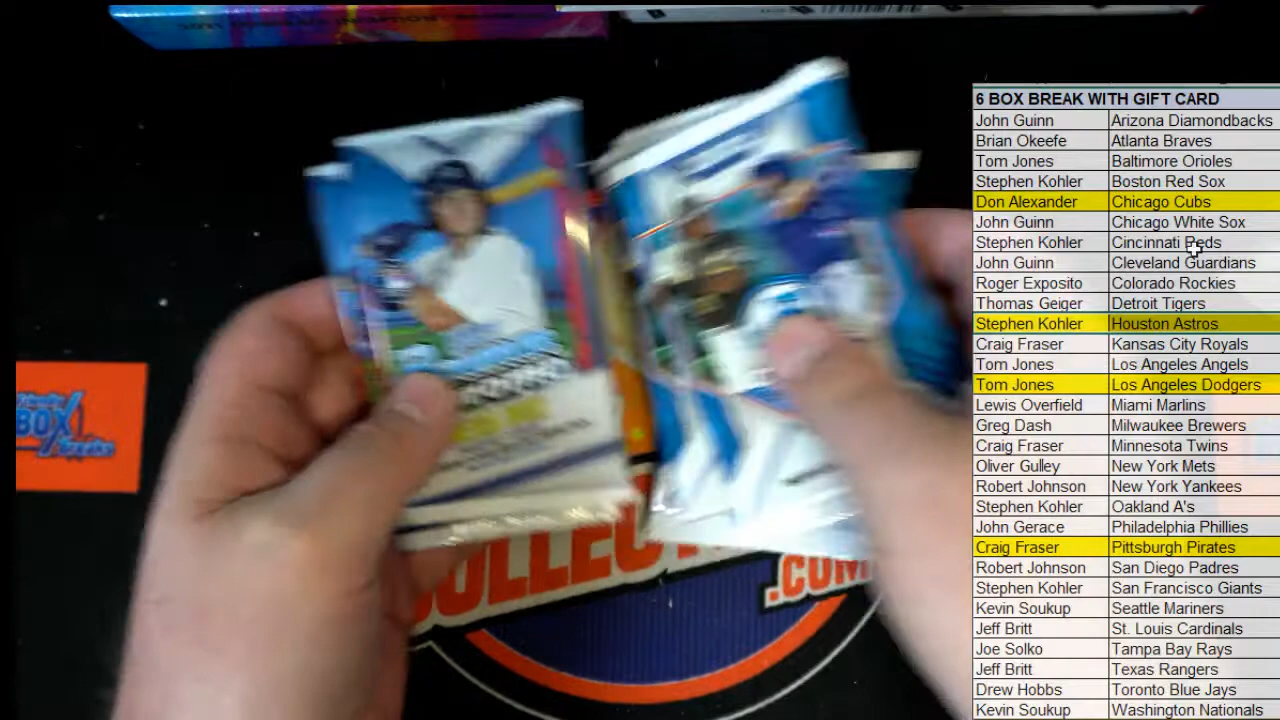 6 BOX BREAK WITH GIFT CARD
John Guinn Arizona Diamondbacks
Brian Okeefe Atlanta Braves
Tom Jones Baltimore Orioles
Stephen Kohler Boston Red Sox
Don Alexander Chicago Cubs
John Guinn Chicago White Sox
Stephen Kohler Cincinnati Reds
John Guinn Cleveland Guardians
Roger Exposito Colorado Rockies
Thomas Geiger Detroit Tigers
Stephen Kohler Houston Astros
Craig Fraser Kansas City Royals
Tom Jones Los Angeles Angels
Tom Jones Los Angeles Dodgers
Lewis Overfield Miami Marlins
Greg Dash Milwaukee Brewers
Craig Fraser Minnesota Twins
Oliver Gulley New York Mets
Robert Johnson New York Yankees
Stephen Kohler Oakland A's
John Gerace Philadelphia Phillies
Craig Fraser Pittsburgh Pirates
Robert Johnson San Diego Padres
Stephen Kohler San Francisco Giants
Kevin Soukup Seattle Mariners
Jeff Britt St. Louis Cardinals
Joe Solko Tampa Bay Rays
Jeff Britt Texas Rangers
Drew Hobbs Toronto Blue Jays
Kevin Soukup Washington Nationals
BOX
Breaks
.COM